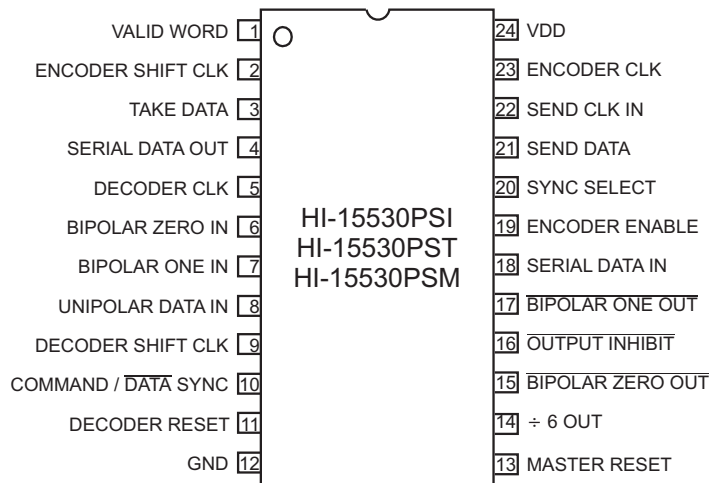 VALID WORD 1
ENCODER SHIFT CLK 2
TAKE DATA 3
SERIAL DATA OUT 4
DECODER CLK 5
BIPOLAR ZERO IN 6
BIPOLAR ONE IN 7
UNIPOLAR DATA IN 8
DECODER SHIFT CLK 9
COMMAND / DATA SYNC 10
DECODER RESET 11
GND 12
HI-15530PSI
HI-15530PST
HI-15530PSM
24 VDD
23 ENCODER CLK
22 SEND CLK IN
21 SEND DATA
20 SYNC SELECT
19 ENCODER ENABLE
18 SERIAL DATA IN
17 BIPOLAR ONE OUT
16 OUTPUT INHIBIT
15 BIPOLAR ZERO OUT
14 ÷ 6 OUT
13 MASTER RESET